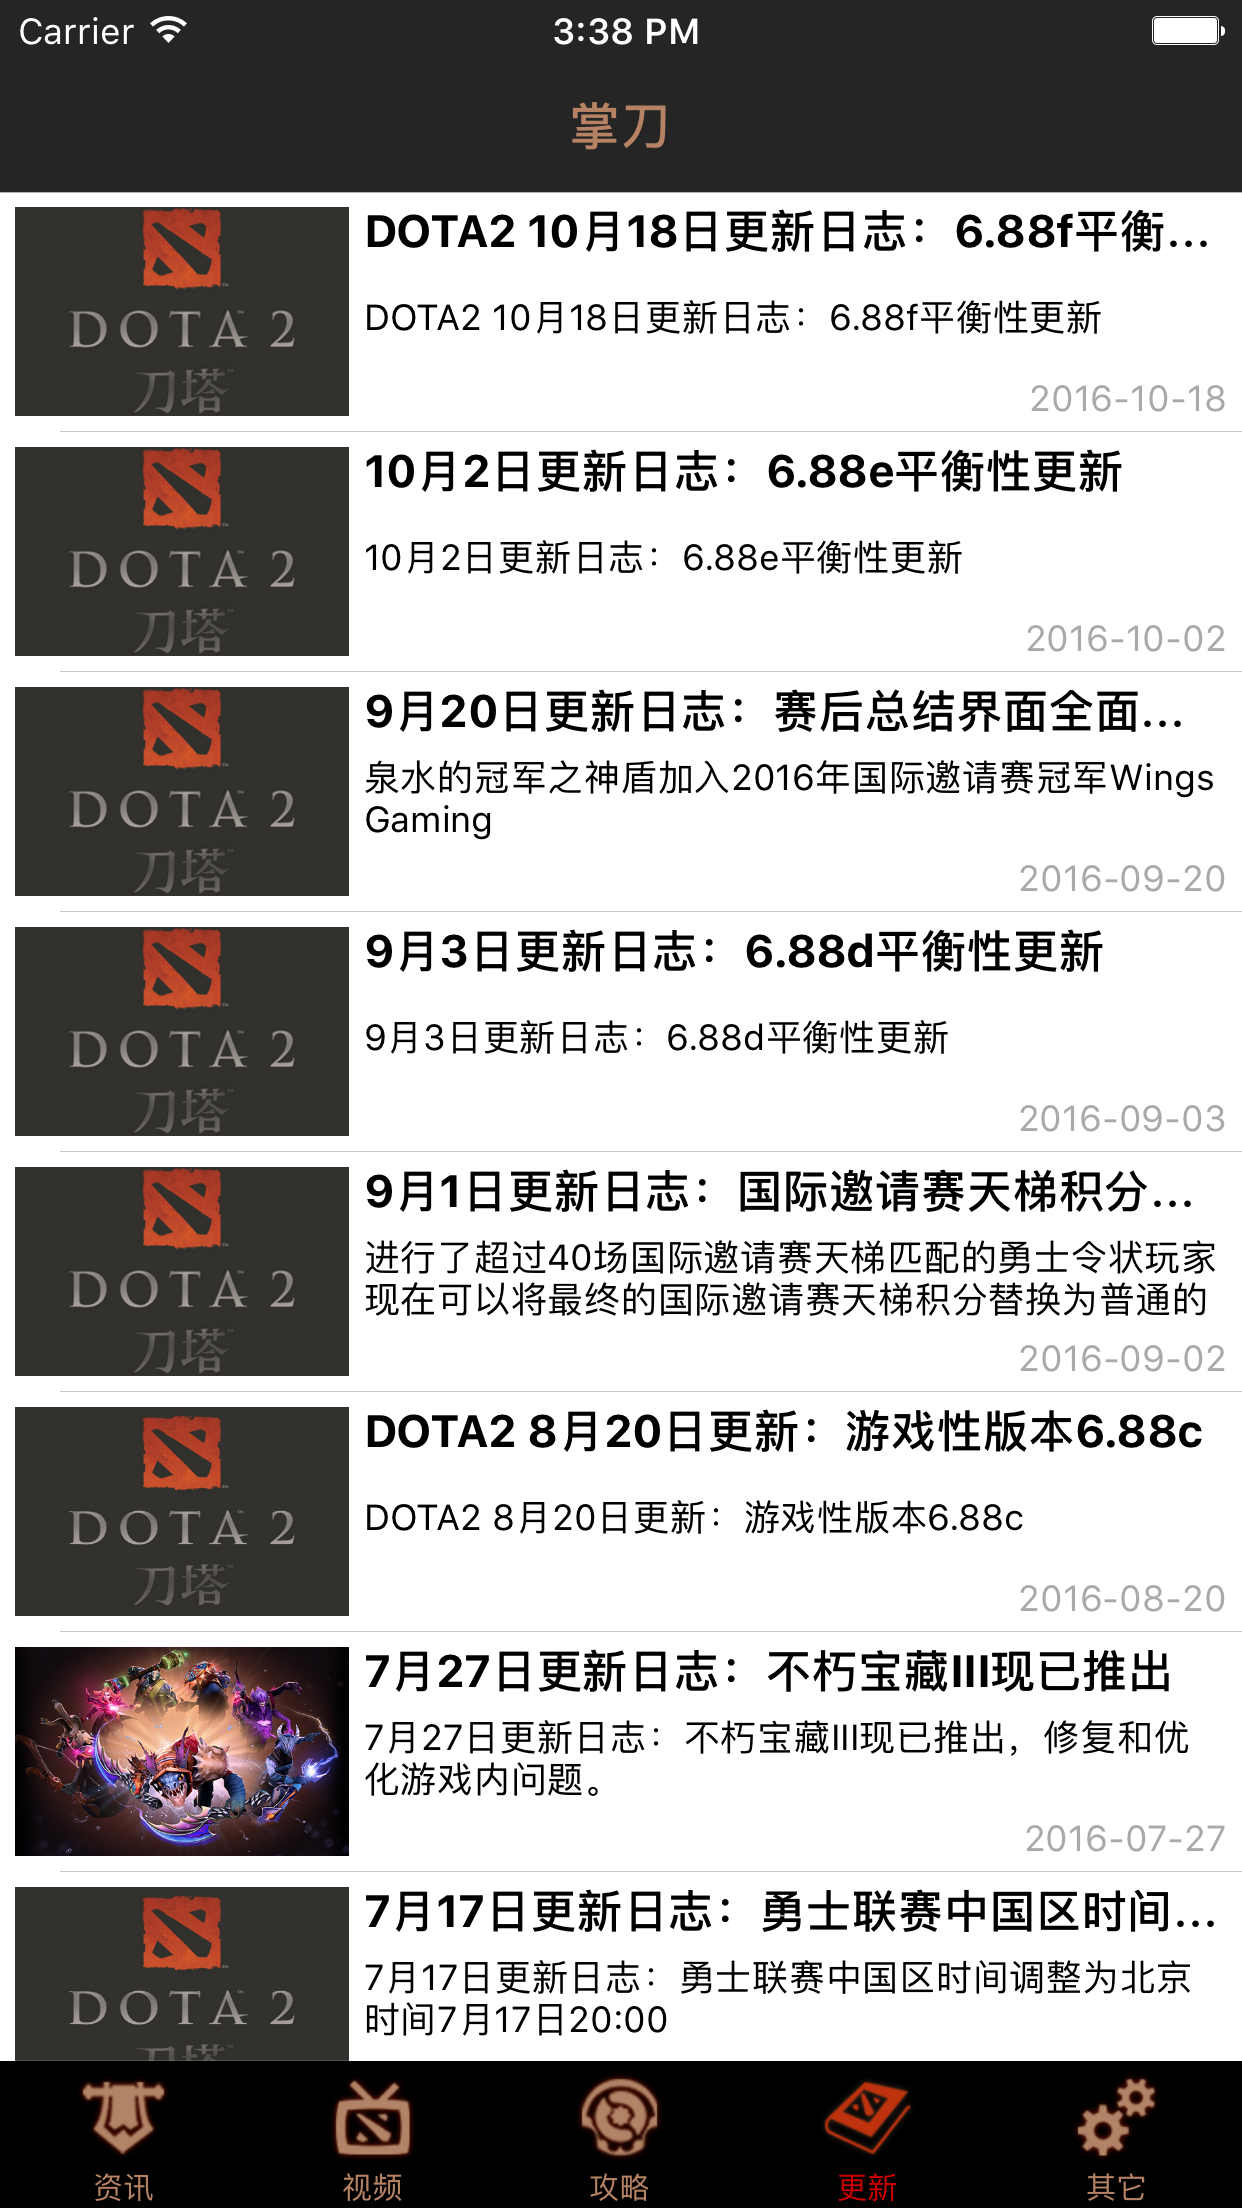 Carrier
3:38 PM
掌刀
DOTA 2
刀塔
DOTA2 10月18日更新日志：6.88f平衡...
DOTA2 10月18日更新日志：6.88f平衡性更新
2016-10-18
DOTA 2
刀塔
10月2日更新日志：6.88e平衡性更新
10月2日更新日志：6.88e平衡性更新
2016-10-02
DOTA 2
刀塔
9月20日更新日志：赛后总结界面全面...
泉水的冠军之神盾加入2016年国际邀请赛冠军Wings
Gaming
2016-09-20
DOTA 2
刀塔
9月3日更新日志：6.88d平衡性更新
9月3日更新日志：6.88d平衡性更新
2016-09-03
DOTA 2
刀塔
9月1日更新日志：国际邀请赛天梯积分...
进行了超过40场国际邀请赛天梯匹配的勇士令状玩家
现在可以将最终的国际邀请赛天梯积分替换为普通的
2016-09-02
DOTA 2
刀塔
DOTA2 8月20日更新：游戏性版本6.88c
DOTA2 8月20日更新：游戏性版本6.88c
2016-08-20
7月27日更新日志：不朽宝藏III现已推出
7月27日更新日志：不朽宝藏III现已推出，修复和优
化游戏内问题。
2016-07-27
DOTA 2
刀塔
7月17日更新日志：勇士联赛中国区时间...
7月17日更新日志：勇士联赛中国区时间调整为北京
时间7月17日20:00
资讯
视频
攻略
更新
其它